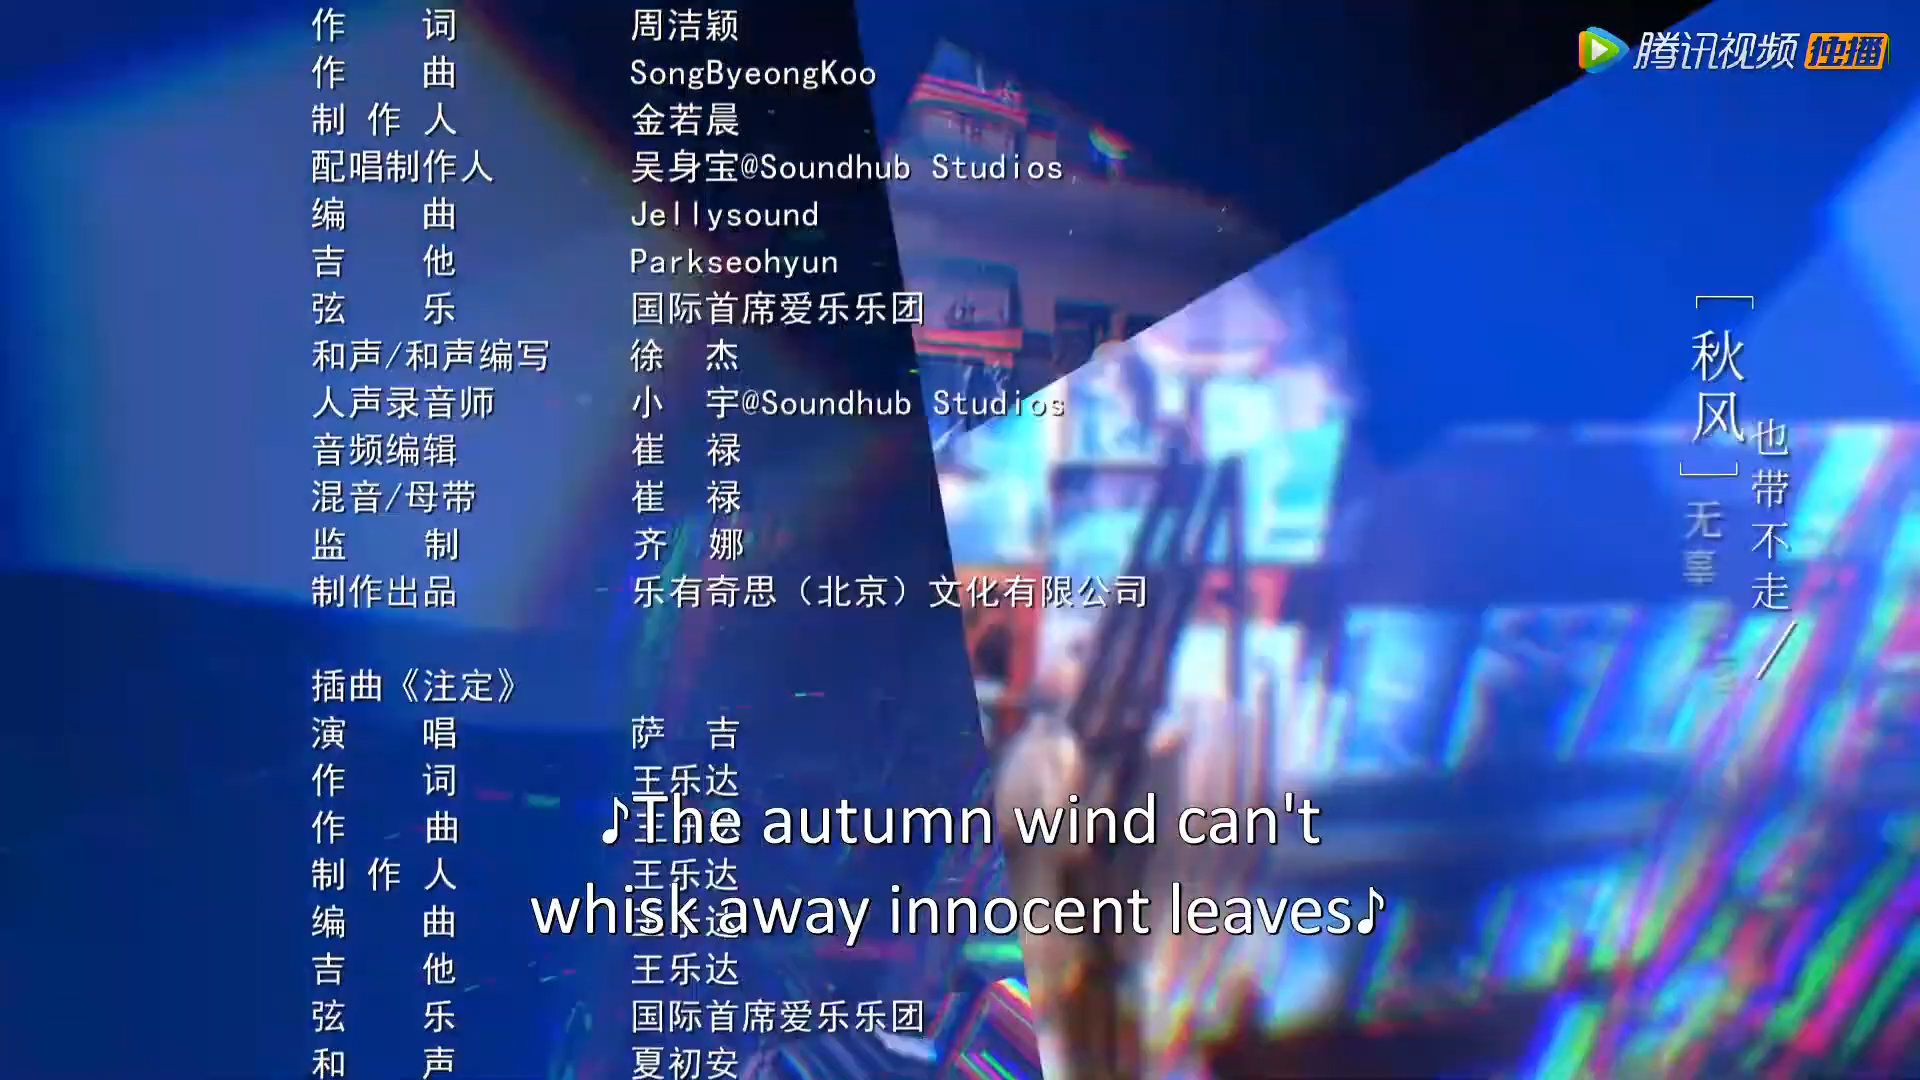 作 词 周洁颖
作 曲 SongByeongKoo
制 作 人 金若晨
配唱制作人 吴身宝@Soundhub Studios
编 曲 Jellysound
吉 他 Parkseohyun
弦 乐 国际首席爱乐乐团
和声/和声编写 徐 杰
人声录音师 小 宇@Soundhub Studios
音频编辑 崔 禄
混音/母带 崔 禄
监 制 齐 娜
制作出品 乐有奇思（北京）文化有限公司
插曲《注定》
演 唱 萨 吉
作 词 王乐达
作 曲
制 作 人 王乐达
编 曲 王乐达
吉 他 王乐达
弦 乐 国际首席爱乐乐团
和 声 夏初安
腾讯视频 独播
秋风
也带不走
无辜
♪The autumn wind can't
whisk away innocent leaves♪